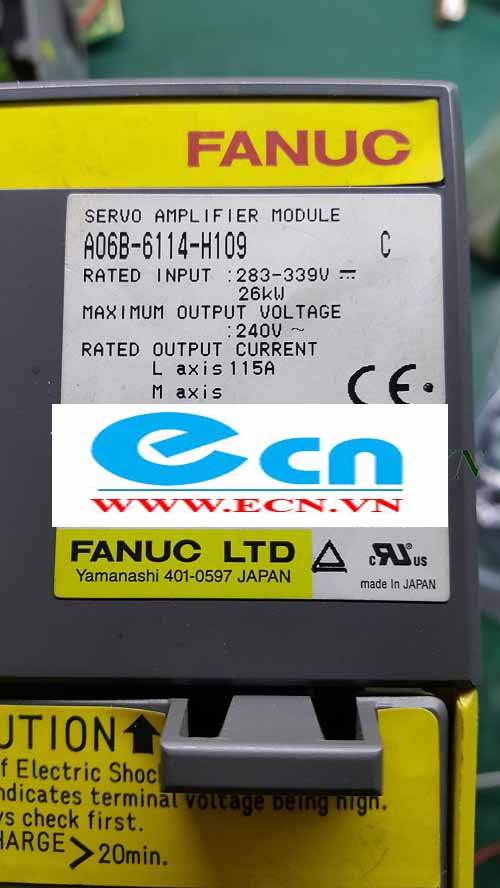 FANUC
SERVO AMPLIFIER MODULE
A06B-6114-H109 C
RATED INPUT :283-339V ⎓
26kW
MAXIMUM OUTPUT VOLTAGE
:240V ~
RATED OUTPUT CURRENT
L axis 115A
M axis
CE
ecn
WWW.ECN.VN
FANUC LTD
Yamanashi 401-0597 JAPAN
c RU US
made in JAPAN
UTION
f Electric Shoc
ndicates terminal voltage being high.
ys check first.
HARGE > 20min.